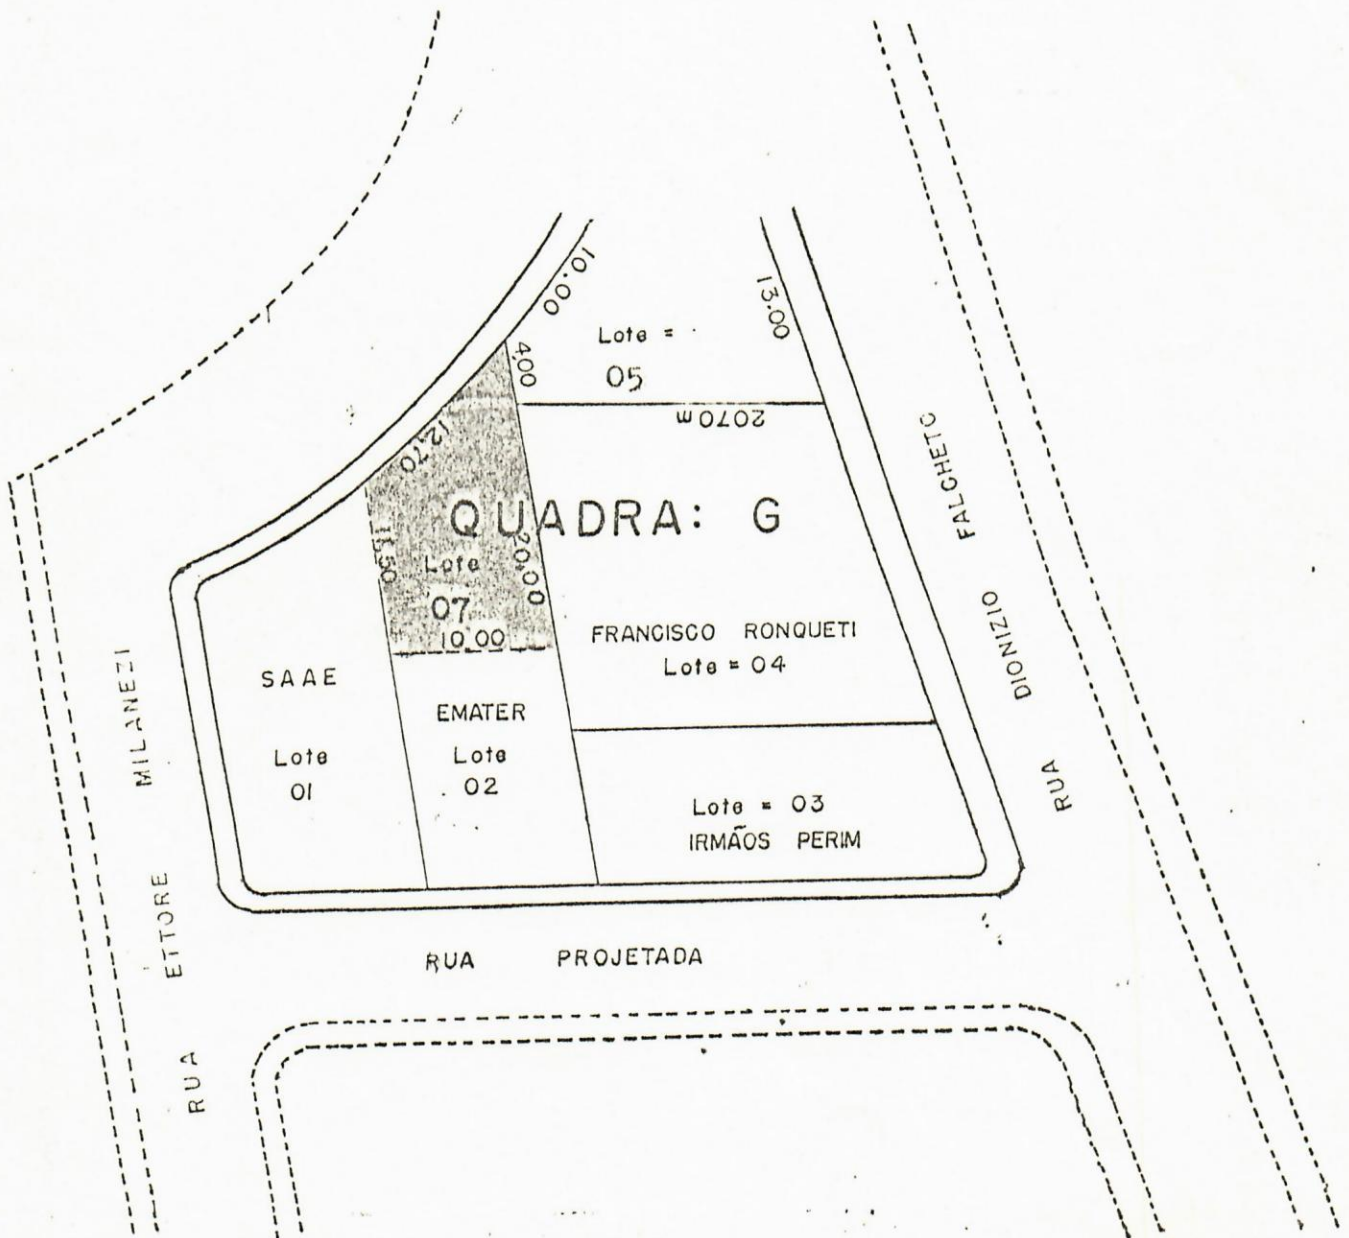 10.00
13.00
Lote =
05
4,00
2070m
12,70
QUADRA: G
11,50
Lote
07
20,00
10.00
FRANCISCO RONQUETI
Lote = 04
SAAE
Lote
01
EMATER
Lote
02
Lote = 03
IRMÃOS PERIM
RUA PROJETADA
RUA ETTORE MILANEZI
RUA DIONIZIO FALCHETO